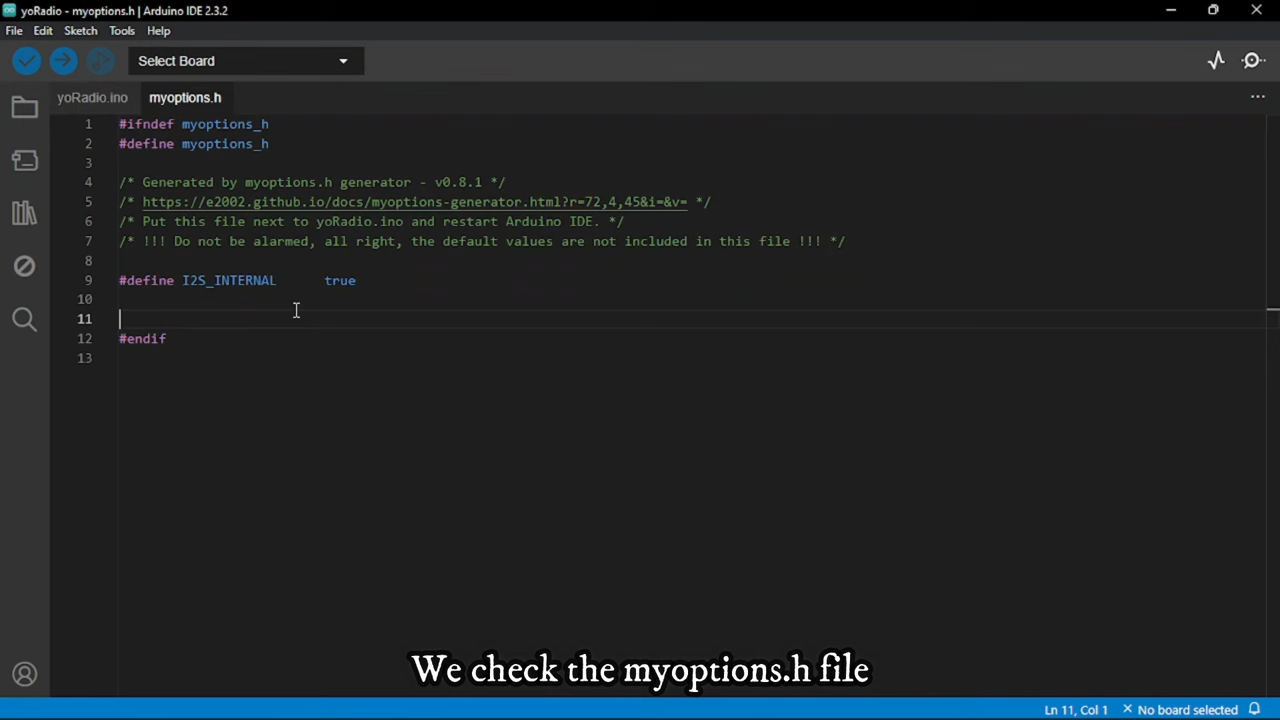 yoRadio - myoptions.h | Arduino IDE 2.3.2
File Edit Sketch Tools Help
Select Board
yoRadio.ino myoptions.h
1 #ifndef myoptions_h
2 #define myoptions_h
3
4 /* Generated by myoptions.h generator - v0.8.1 */
5 /* https://e2002.github.io/docs/myoptions-generator.html?r=72,4,45&i=&v= */
6 /* Put this file next to yoRadio.ino and restart Arduino IDE. */
7 /* !!! Do not be alarmed, all right, the default values are not included in this file !!! */
8
9 #define I2S_INTERNAL true
10
11
12 #endif
13
We check the myoptions.h file
Ln 11, Col 1 × No board selected